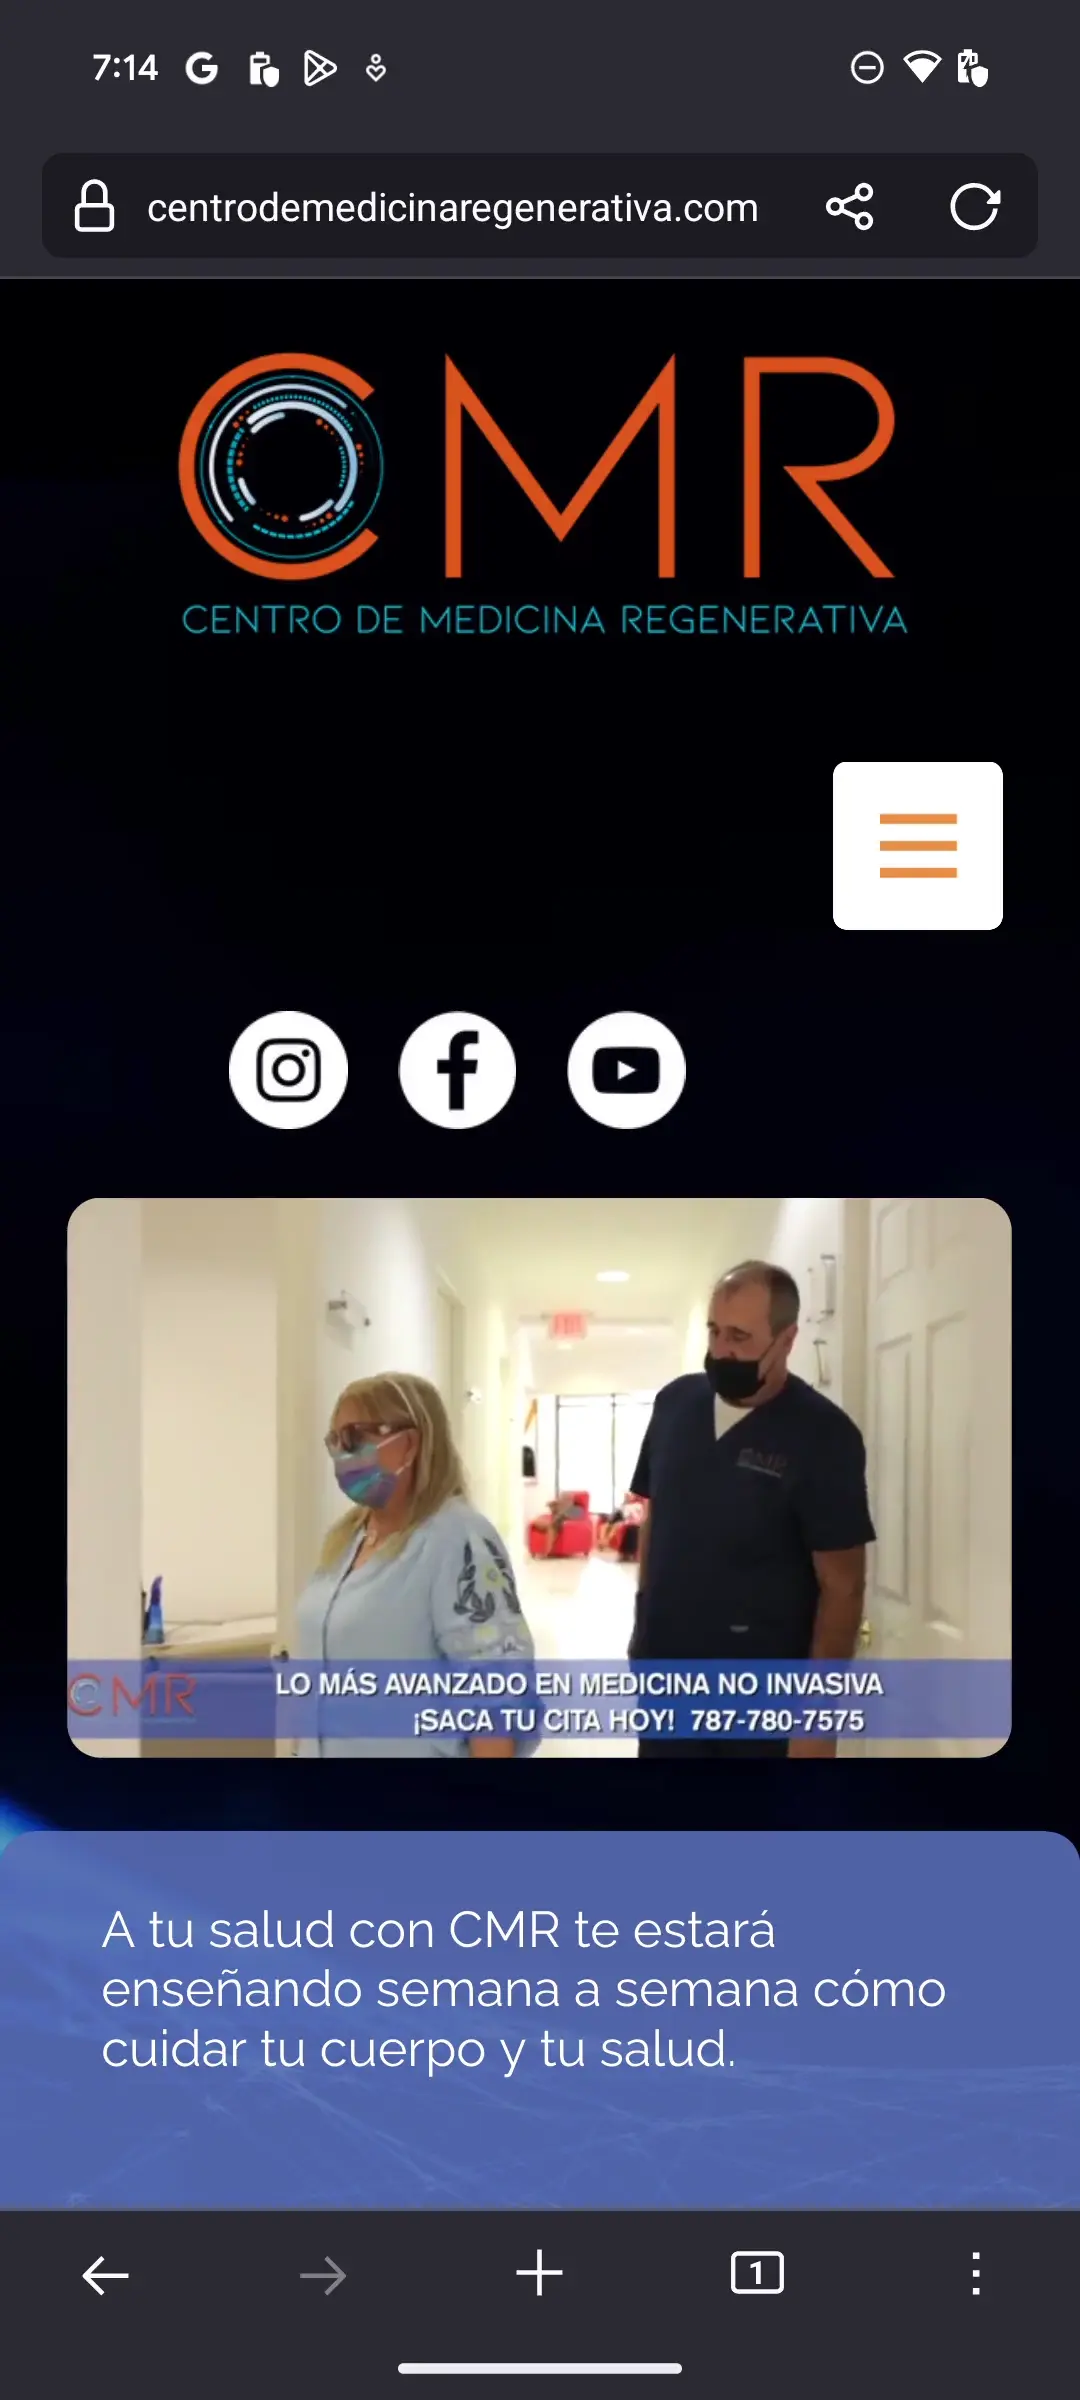 7:14
centrodemedicinaregenerativa.com
CMR
CENTRO DE MEDICINA REGENERATIVA
CMR
LO MÁS AVANZADO EN MEDICINA NO INVASIVA
¡SACA TU CITA HOY! 787-780-7575
A tu salud con CMR te estará
enseñando semana a semana cómo
cuidar tu cuerpo y tu salud.
1